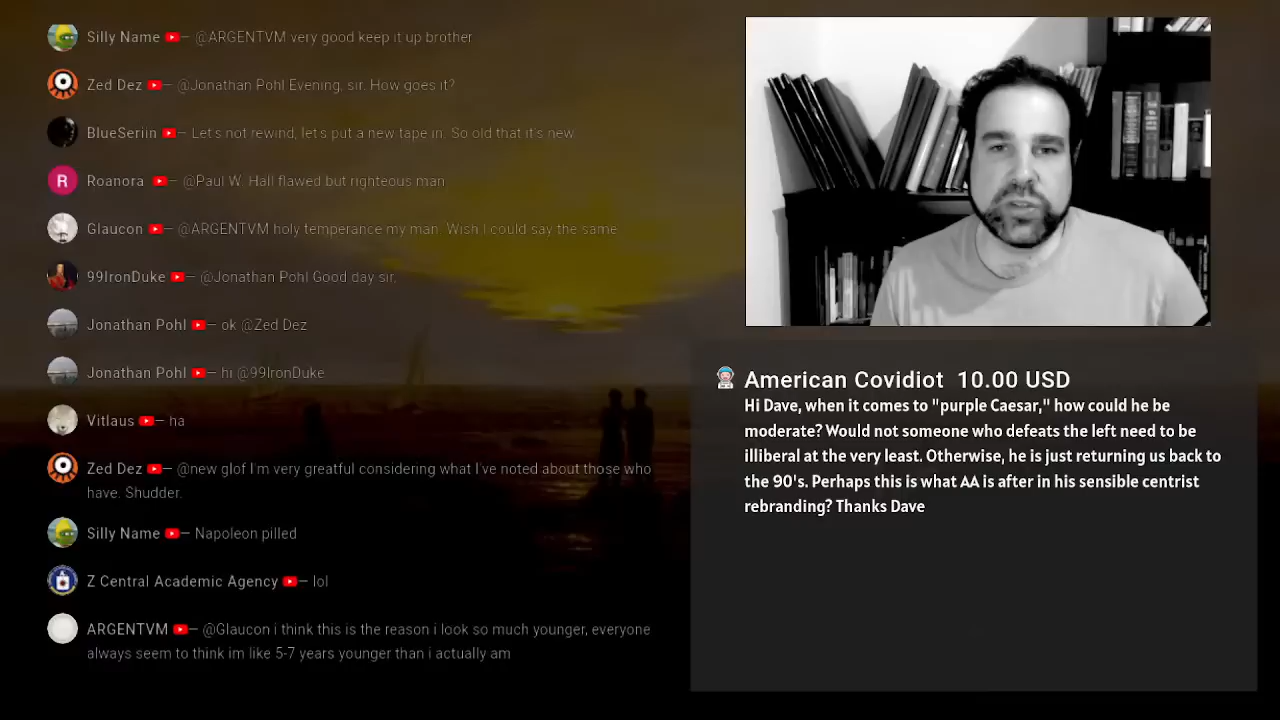 Silly Name — @ARGENTVM very good keep it up brother
Zed Dez — @Jonathan Pohl Evening, sir. How goes it?
BlueSeriin — Let's not rewind, let's put a new tape in. So old that it's new.
R Roanora — @Paul W. Hall flawed but righteous man
Glaucon — @ARGENTVM holy temperance my man. Wish I could say the same
99IronDuke — @Jonathan Pohl Good day sir.
Jonathan Pohl — ok @Zed Dez
Jonathan Pohl — hi @99IronDuke
Vitlaus — ha
Zed Dez — @new glof I'm very greatful considering what I've noted about those who
have. Shudder.
Silly Name — Napoleon pilled
Z Central Academic Agency — lol
ARGENTVM — @Glaucon i think this is the reason i look so much younger, everyone
always seem to think im like 5-7 years younger than i actually am
American Covidiot 10.00 USD
Hi Dave, when it comes to "purple Caesar," how could he be
moderate? Would not someone who defeats the left need to be
illiberal at the very least. Otherwise, he is just returning us back to
the 90's. Perhaps this is what AA is after in his sensible centrist
rebranding? Thanks Dave